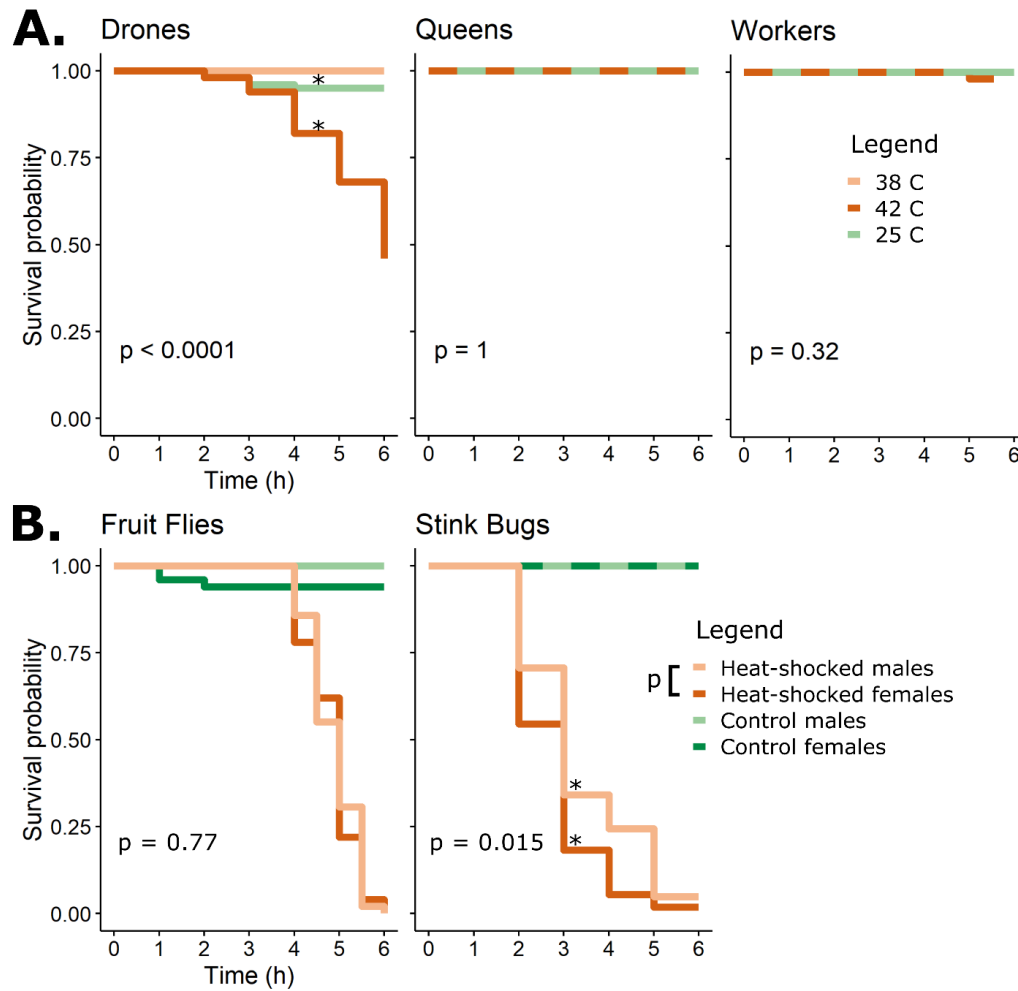 A.
Drones
Queens
Workers
Survival probability
1.00
0.75
0.50
0.25
0.00
*
*
p < 0.0001
p = 1
p = 0.32
Legend
38 C
42 C
25 C
0 1 2 3 4 5 6
0 1 2 3 4 5 6
0 1 2 3 4 5 6
Time (h)
B.
Fruit Flies
Stink Bugs
Survival probability
1.00
0.75
0.50
0.25
0.00
p = 0.77
*
*
p = 0.015
Legend
p [
Heat-shocked males
Heat-shocked females
Control males
Control females
0 1 2 3 4 5 6
0 1 2 3 4 5 6
Time (h)